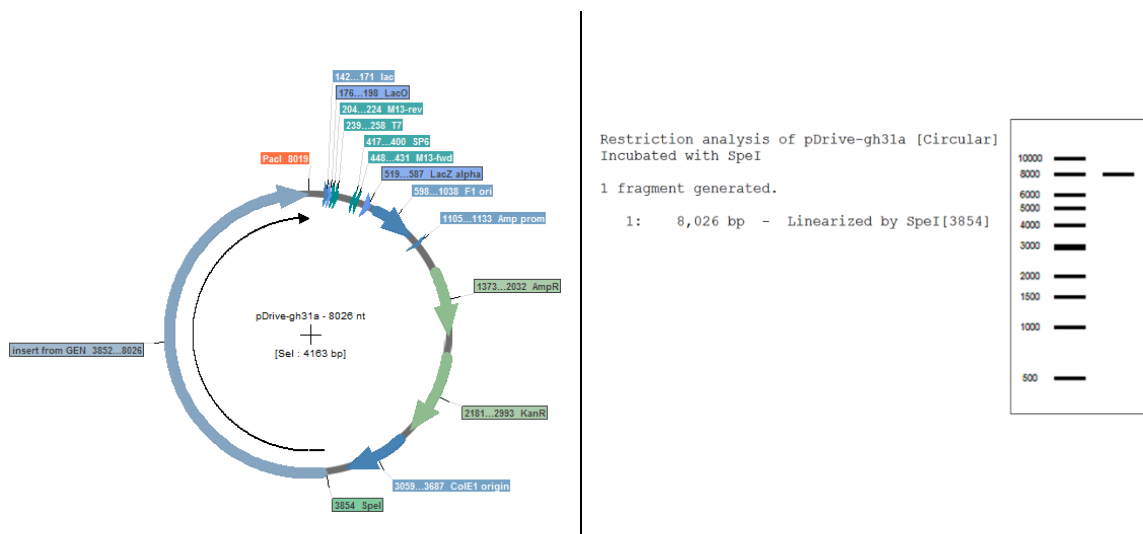 142...171 lac
176...198 LacO
204...224 M13-rev
239...258 T7
417...400 SP6
448...431 M13-fwd
PacI 8019
519...587 LacZ alpha
598...1038 F1 ori
1105...1133 Amp prom
1373...2032 AmpR
pDrive-gh31a - 8026 nt
[Sel : 4163 bp]
insert from GEN 3852...8026
2181...2993 KanR
3059...3687 ColE1 origin
3854 SpeI
Restriction analysis of pDrive-gh31a [Circular]
Incubated with SpeI
1 fragment generated.
1: 8,026 bp - Linearized by SpeI[3854]
10000
8000
6000
5000
4000
3000
2000
1500
1000
500